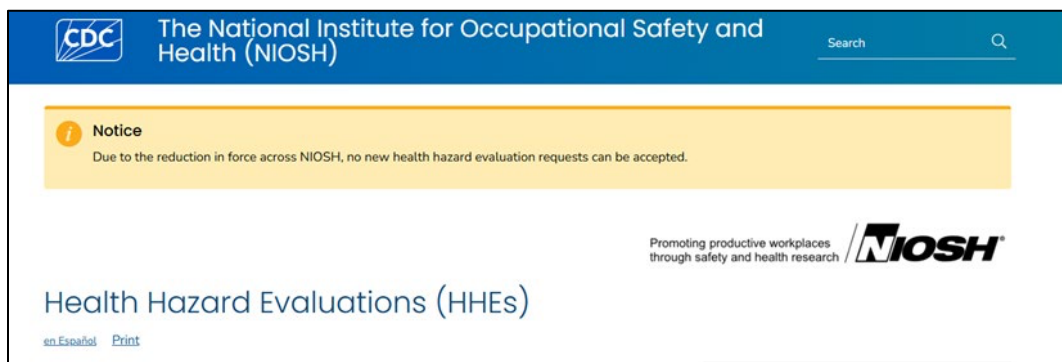 CDC
The National Institute for Occupational Safety and
Health (NIOSH)
Search
i Notice
Due to the reduction in force across NIOSH, no new health hazard evaluation requests can be accepted.
Promoting productive workplaces
through safety and health research
NIOSH®
Health Hazard Evaluations (HHEs)
en Español Print